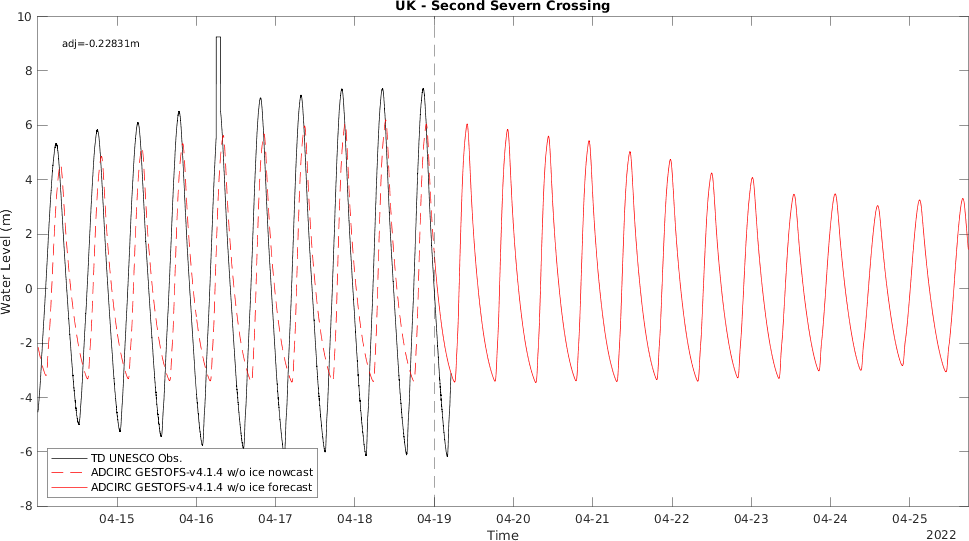 UK - Second Severn Crossing
adj=-0.22831m
10
8
6
4
2
0
-2
-4
-6
-8
Water Level (m)
TD UNESCO Obs.
ADCIRC GESTOFS-v4.1.4 w/o ice nowcast
ADCIRC GESTOFS-v4.1.4 w/o ice forecast
04-15 04-16 04-17 04-18 04-19 04-20 04-21 04-22 04-23 04-24 04-25
Time
2022